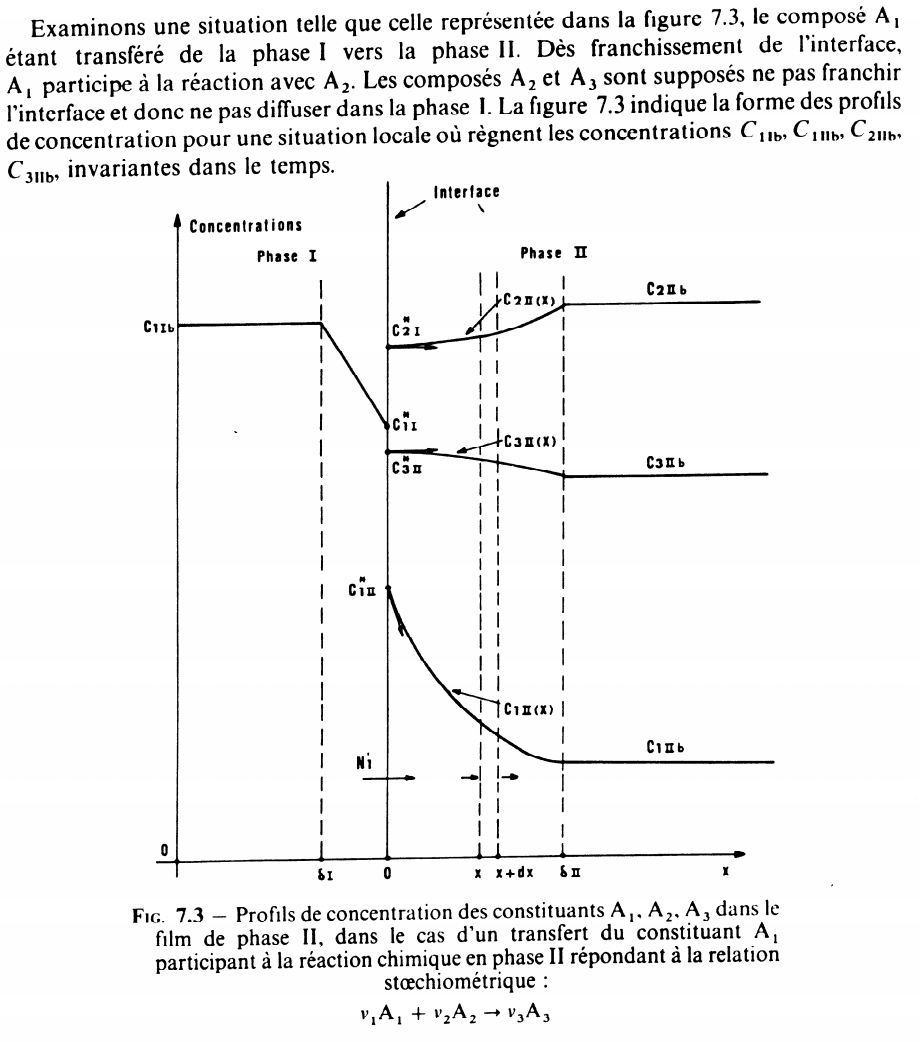 Examinons une situation telle que celle représentée dans la figure 7.3, le composé A₁
étant transféré de la phase I vers la phase II. Dès franchissement de l'interface,
A₁ participe à la réaction avec A₂. Les composés A₂ et A₃ sont supposés ne pas franchir
l'interface et donc ne pas diffuser dans la phase I. La figure 7.3 indique la forme des profils
de concentration pour une situation locale où règnent les concentrations C₁Ib, C₁IIb, C₂IIb,
C₃IIb, invariantes dans le temps.
Interface
Concentrations
Phase I
Phase II
C2IIb
C2II(X)
C1Ib
C*2I
C*1I
C3II(X)
C3IIb
C*3II
C*1II
C1II(X)
C1IIb
N1
0
δI 0 x x+dx δII x
FIG. 7.3 — Profils de concentration des constituants A₁, A₂, A₃ dans le
film de phase II, dans le cas d'un transfert du constituant A₁
participant à la réaction chimique en phase II répondant à la relation
stœchiométrique :
ν₁A₁ + ν₂A₂ → ν₃A₃